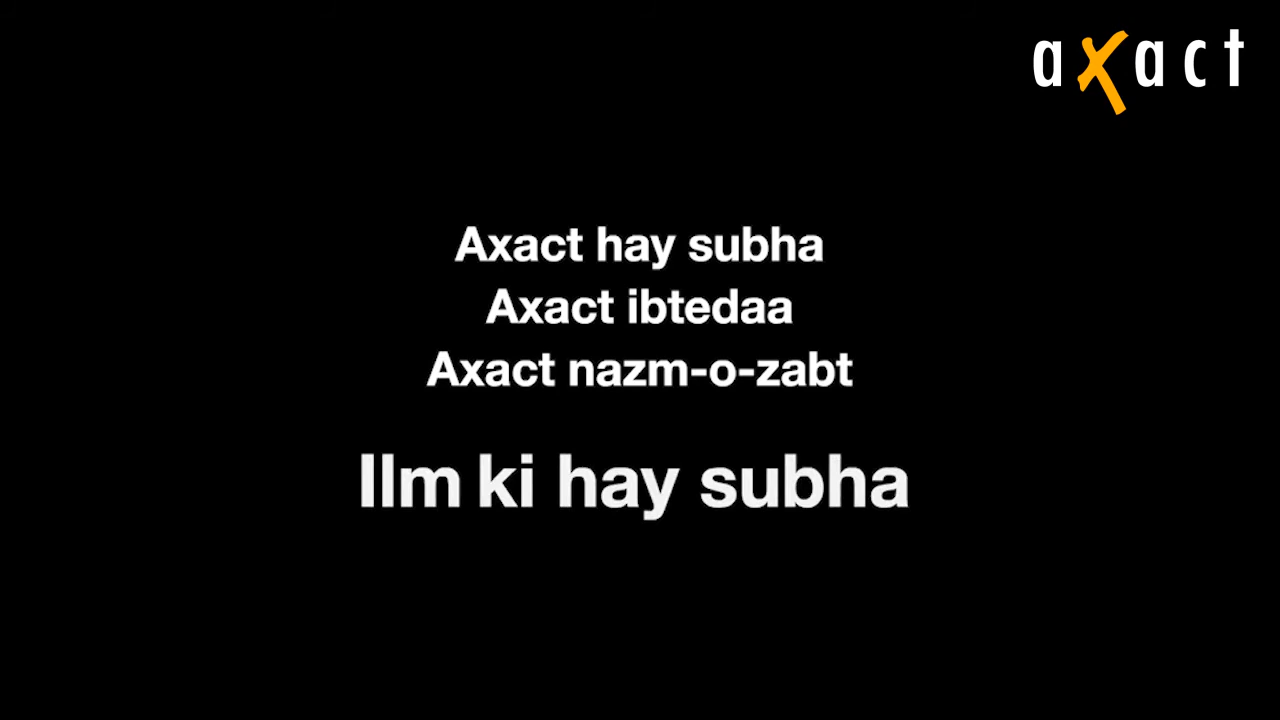 axact
Axact hay subha
Axact ibtedaa
Axact nazm-o-zabt
Ilm ki hay subha